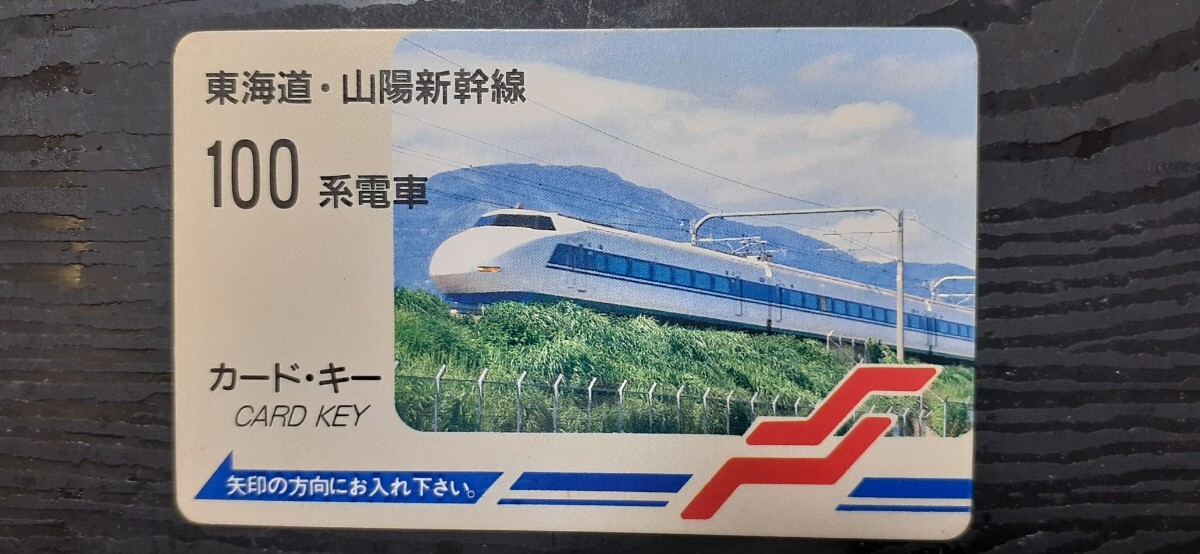 東海道・山陽新幹線
100 系電車
カード・キー
CARD KEY
矢印の方向にお入れ下さい。